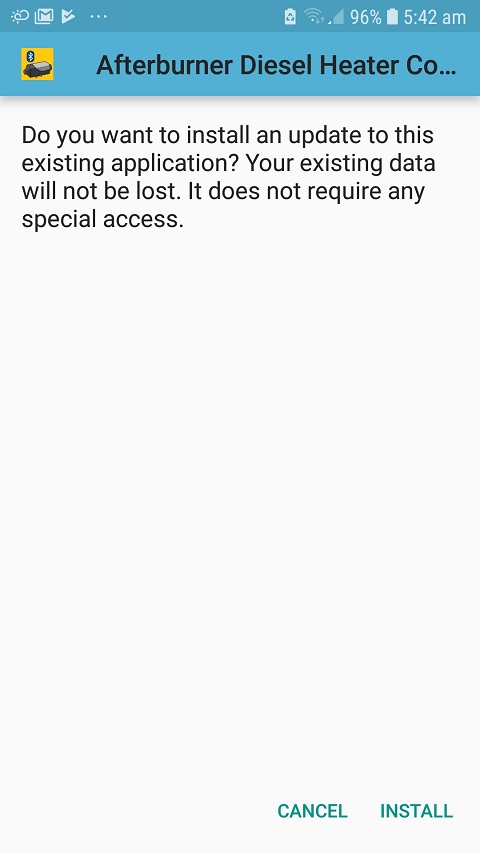 96% 5:42 am
Afterburner Diesel Heater Co...
Do you want to install an update to this
existing application? Your existing data
will not be lost. It does not require any
special access.
CANCEL INSTALL